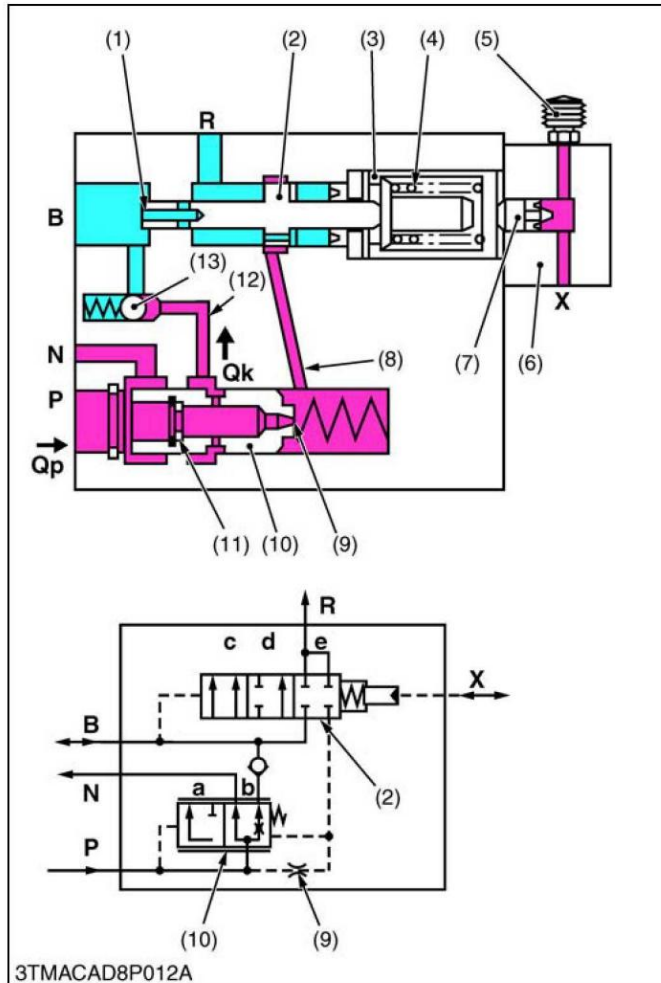 (1) (2) (3) (4) (5)
R
B
(13) (12)
N
P
Qk
Qp
(8) (7) (6)
X
(11) (10) (9)
R
c d e
X
B
N
a b
(2)
P
(10) (9)
3TMACAD8P012A